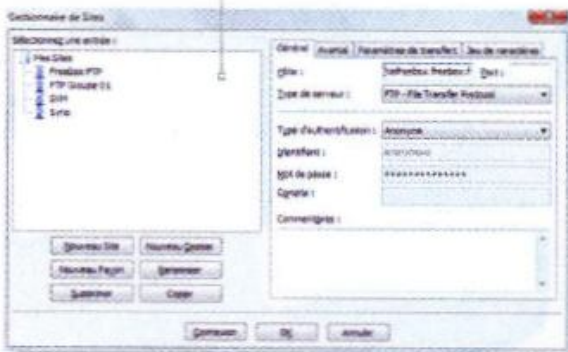 Gestionnaire de Sites
Sélectionnez une entrée :
Mes Sites
Freebox FTP
FTP Groupe 01
Général Avancé Paramètres de transfert Jeu de caractères
Hôte : Port :
Type de serveur : FTP - File Transfer Protocol
Type d'authentification : Anonyme
Identifiant :
Mot de passe :
Compte :
Commentaires :
Nouveau Site Nouveau Dossier
Nouveau Favori Renommer
Supprimer Copier
Connexion OK Annuler